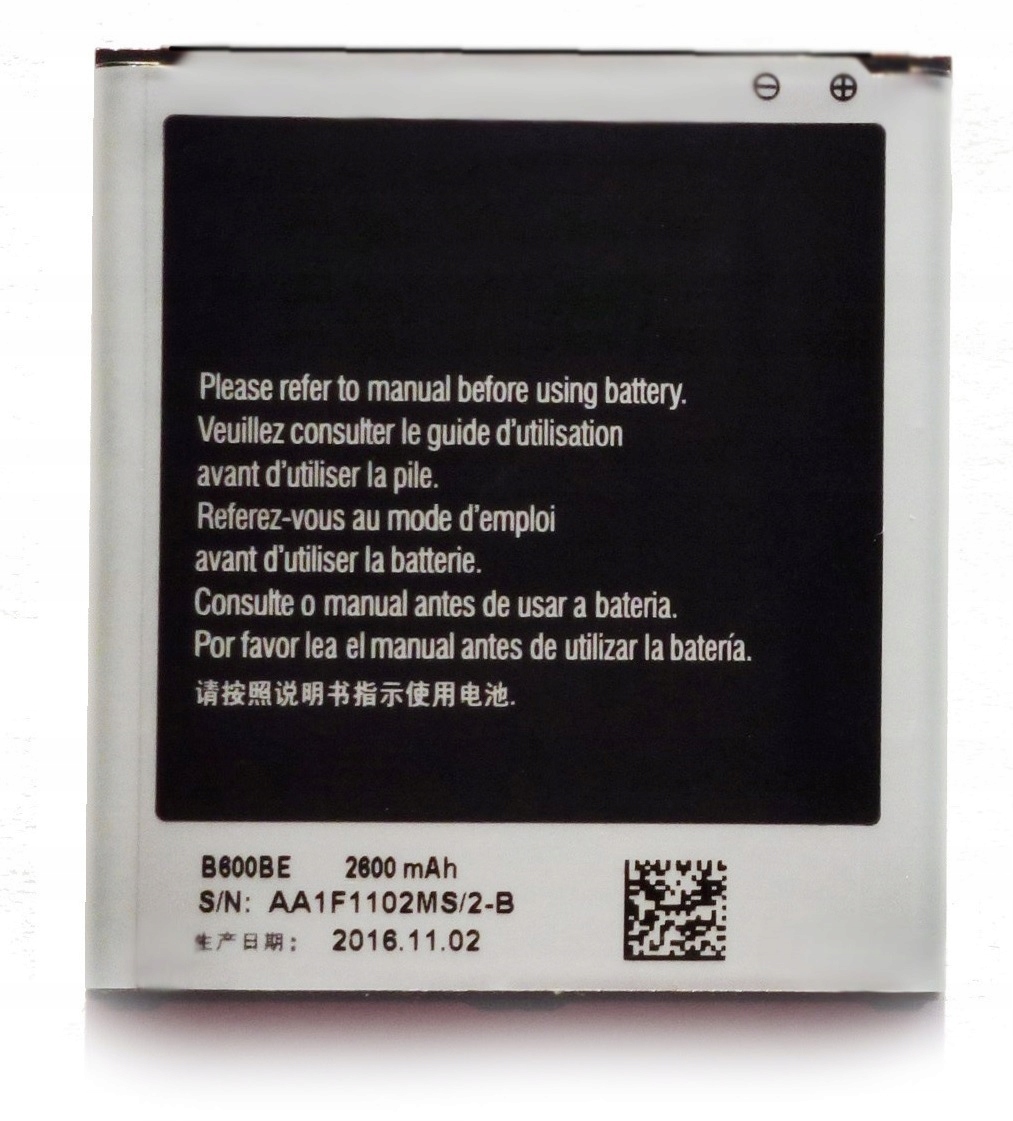 ⊖ ⊕
Please refer to manual before using battery.
Veuillez consulter le guide d'utilisation
avant d'utiliser la pile.
Referez-vous au mode d'emploi
avant d'utiliser la batterie.
Consulte o manual antes de usar a bateria.
Por favor lea el manual antes de utilizar la batería.
请按照说明书指示使用电池.
B600BE 2600 mAh
S/N: AA1F1102MS/2-B
生产日期: 2016.11.02